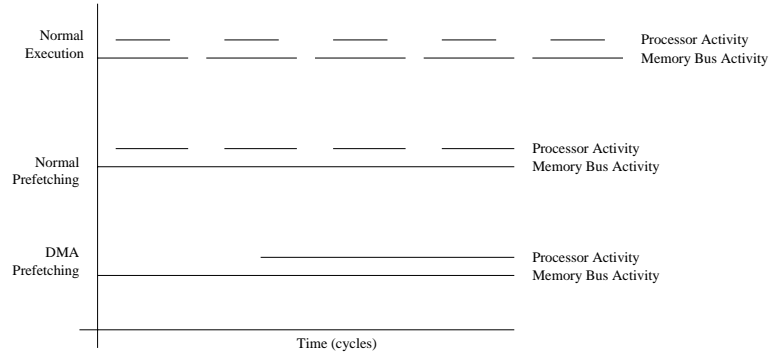 Normal
Execution
Processor Activity
Memory Bus Activity
Normal
Prefetching
Processor Activity
Memory Bus Activity
DMA
Prefetching
Processor Activity
Memory Bus Activity
Time (cycles)